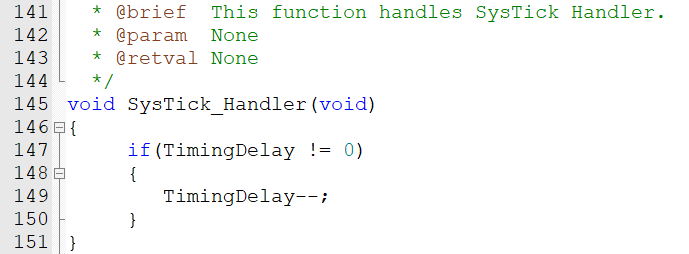 141 * @brief This function handles SysTick Handler.
142 * @param None
143 * @retval None
144 */
145 void SysTick_Handler(void)
146 {
147 if(TimingDelay != 0)
148 {
149 TimingDelay--;
150 }
151 }